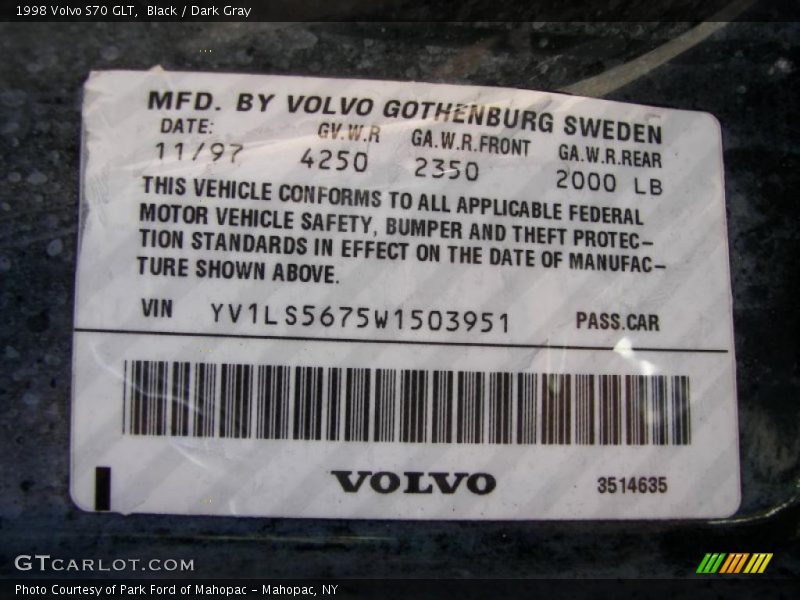 1998 Volvo S70 GLT, Black / Dark Gray
MFD. BY VOLVO GOTHENBURG SWEDEN
DATE: GV.W.R GA.W.R.FRONT GA.W.R.REAR
11/97 4250 2350 2000 LB
THIS VEHICLE CONFORMS TO ALL APPLICABLE FEDERAL
MOTOR VEHICLE SAFETY, BUMPER AND THEFT PROTEC-
TION STANDARDS IN EFFECT ON THE DATE OF MANUFAC-
TURE SHOWN ABOVE.
VIN YV1LS5675W1503951 PASS.CAR
VOLVO 3514635
GTCARLOT.COM
Photo Courtesy of Park Ford of Mahopac - Mahopac, NY